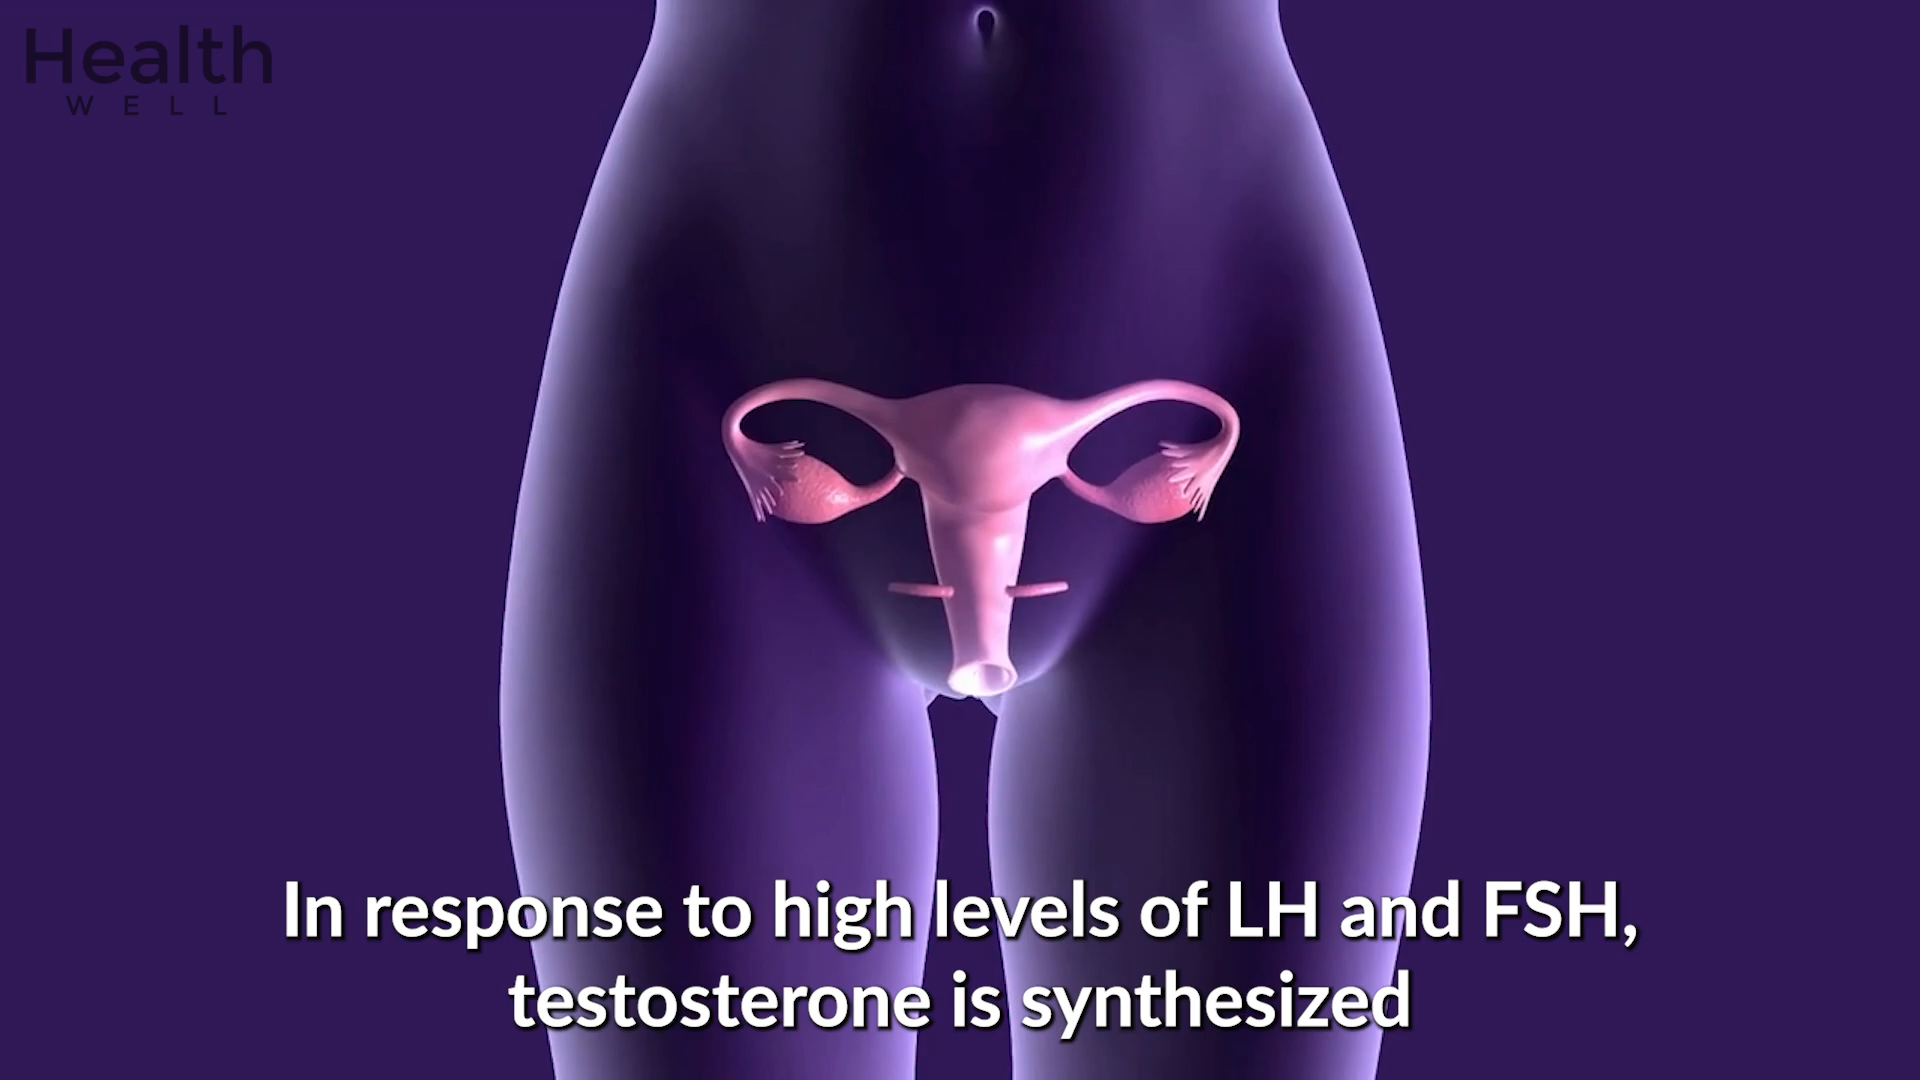 Health
WELL
In response to high levels of LH and FSH,
testosterone is synthesized